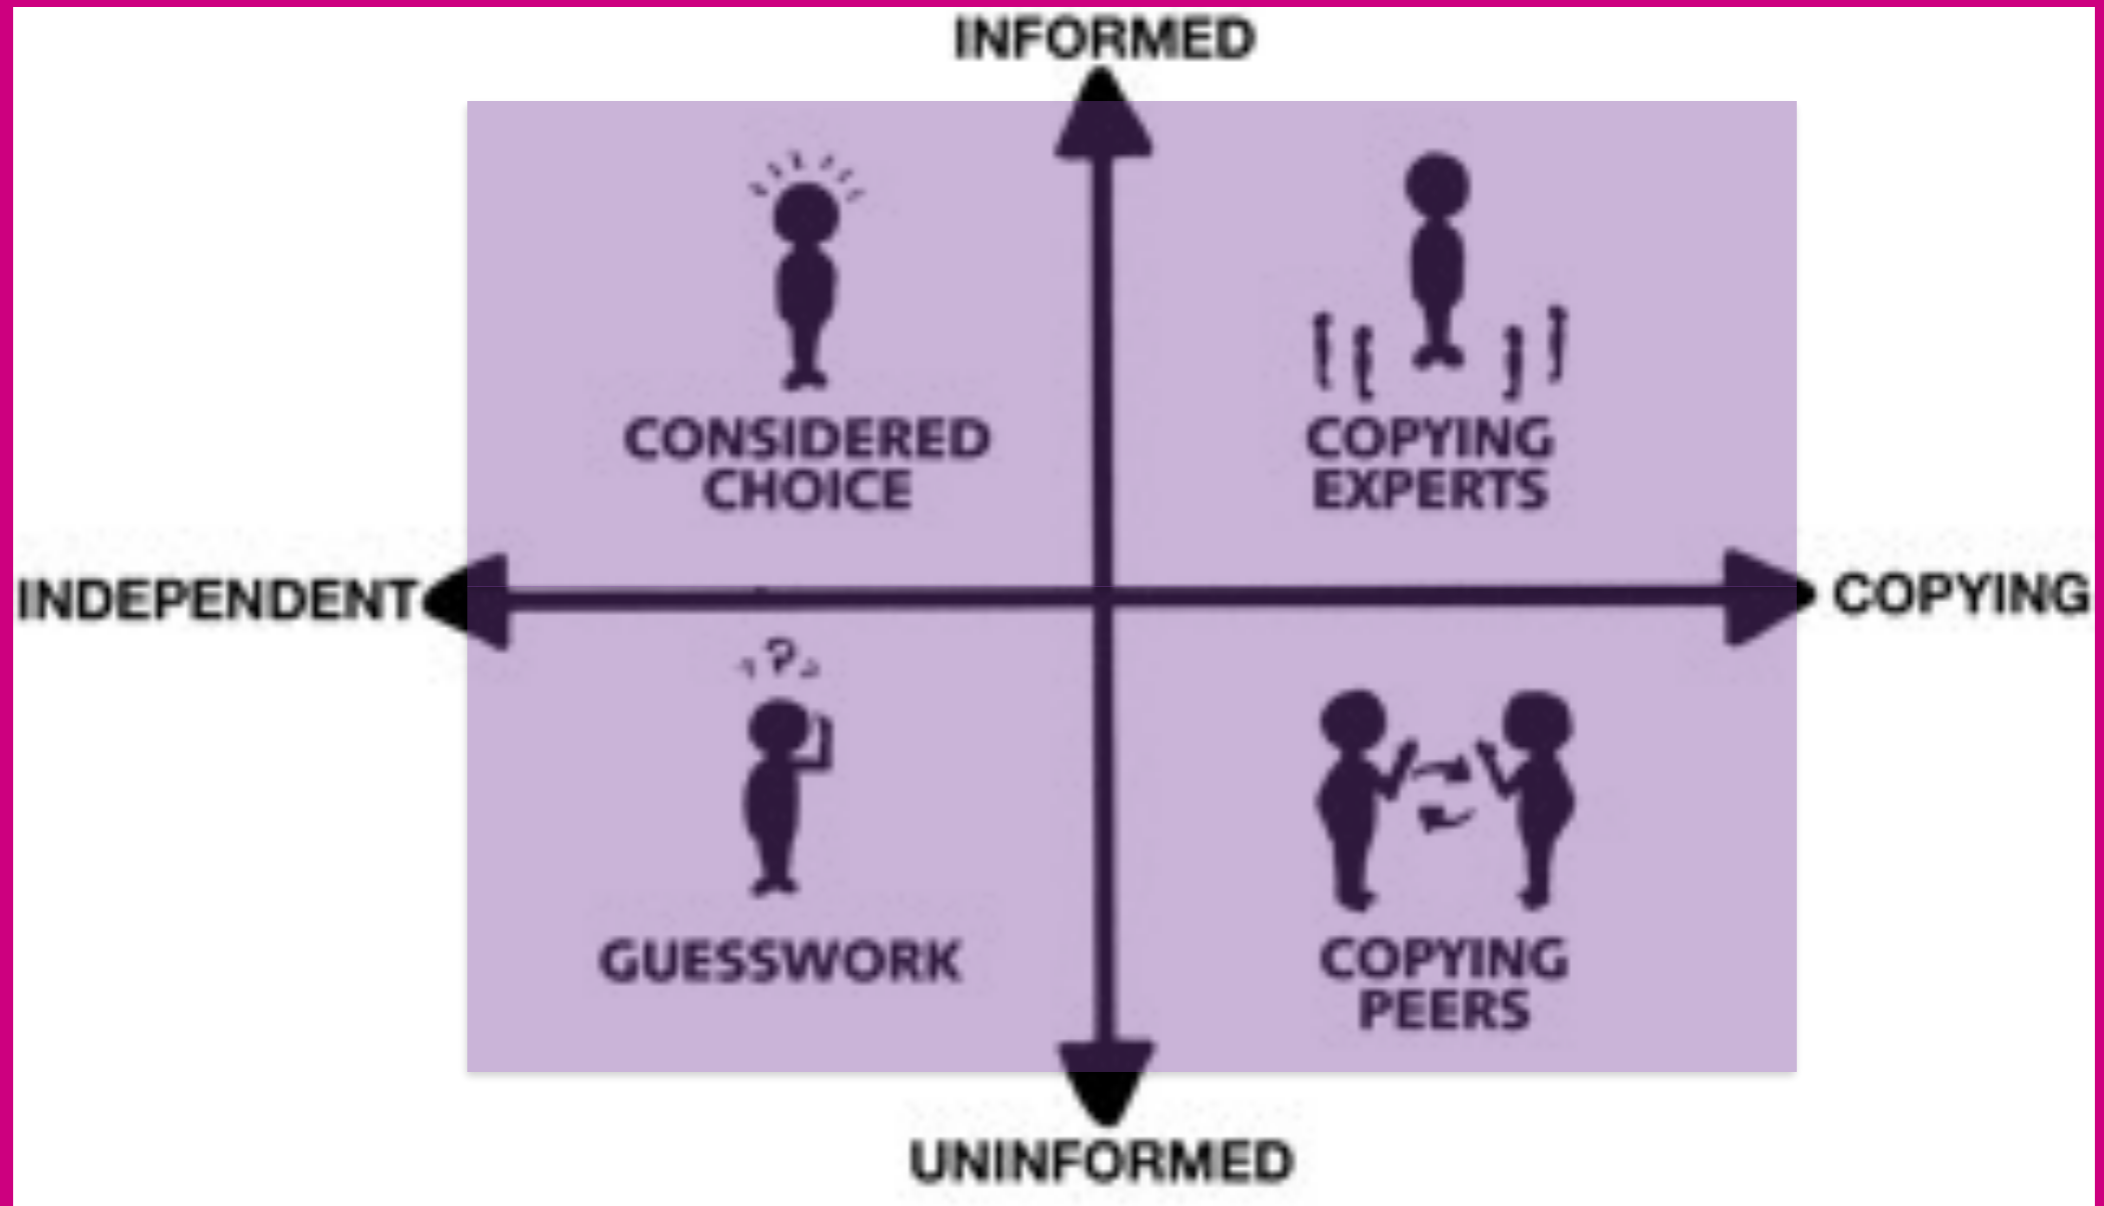 INFORMED
CONSIDERED
CHOICE
COPYING
EXPERTS
INDEPENDENT
COPYING
?
GUESSWORK
COPYING
PEERS
UNINFORMED